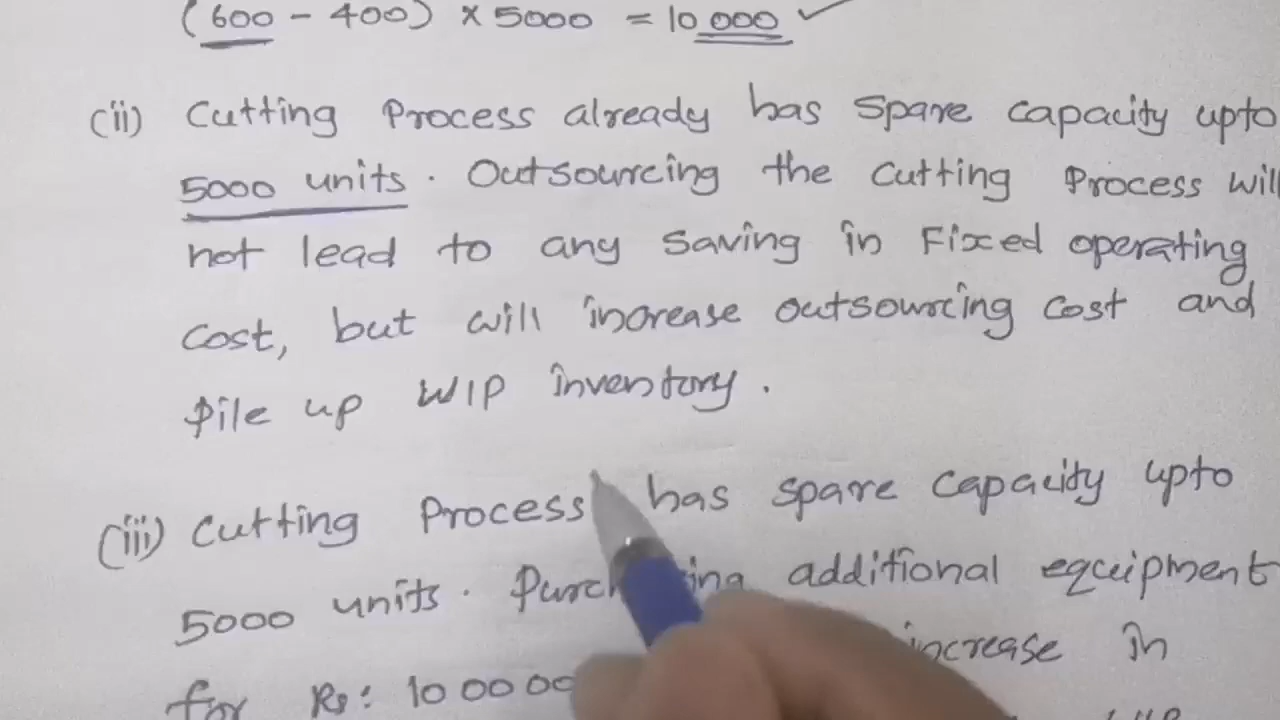 (600 - 400) × 5000 = 10 000 ✓
(ii) Cutting Process already has Spare capacity upto
5000 units. Outsourcing the Cutting Process will
not lead to any Saving in Fixed operating
Cost, but will increase outsourcing cost and
Pile up WIP inventory.
(iii) Cutting Process has spare capacity upto
5000 units. additional equipment
for Rs: 10 00 00 increase in